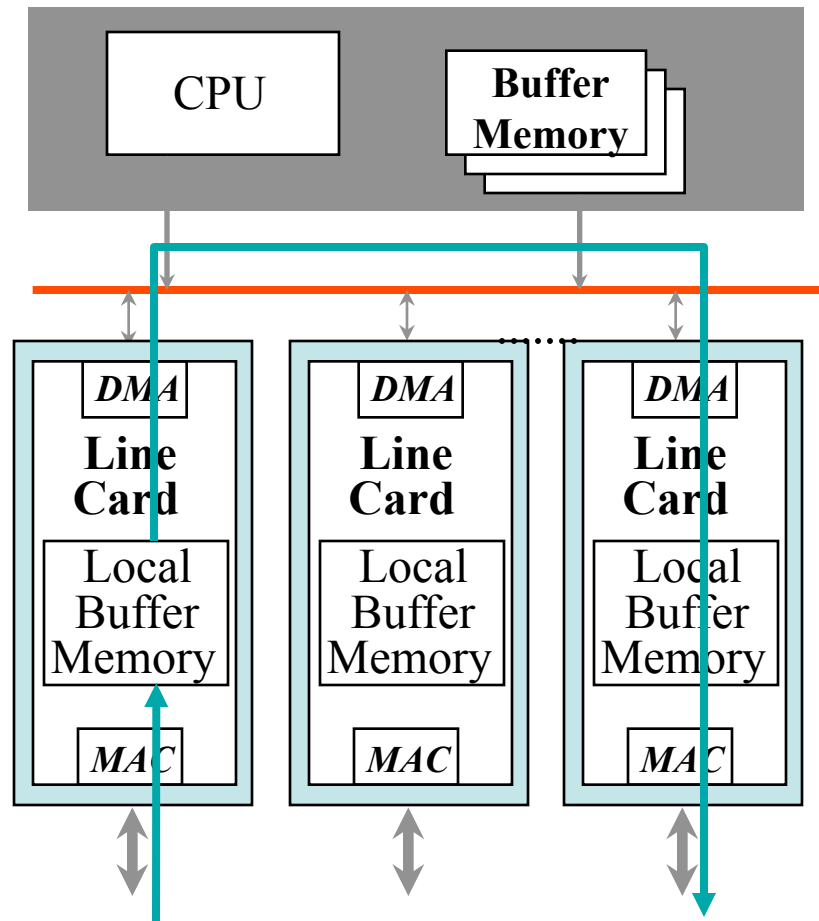 CPU
Buffer
Memory
DMA
Line
Card
Local
Buffer
Memory
MAC
DMA
Line
Card
Local
Buffer
Memory
MAC
DMA
Line
Card
Local
Buffer
Memory
MAC